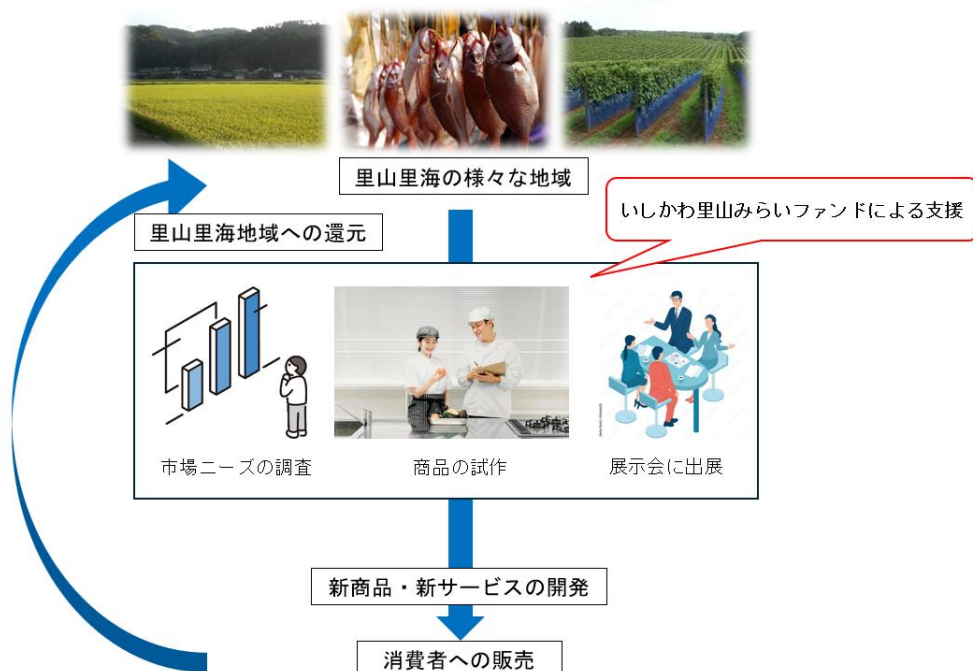 里山里海の様々な地域
いしかわ里山みらいファンドによる支援
里山里海地域への還元
市場ニーズの調査
商品の試作
展示会に出展
新商品・新サービスの開発
消費者への販売